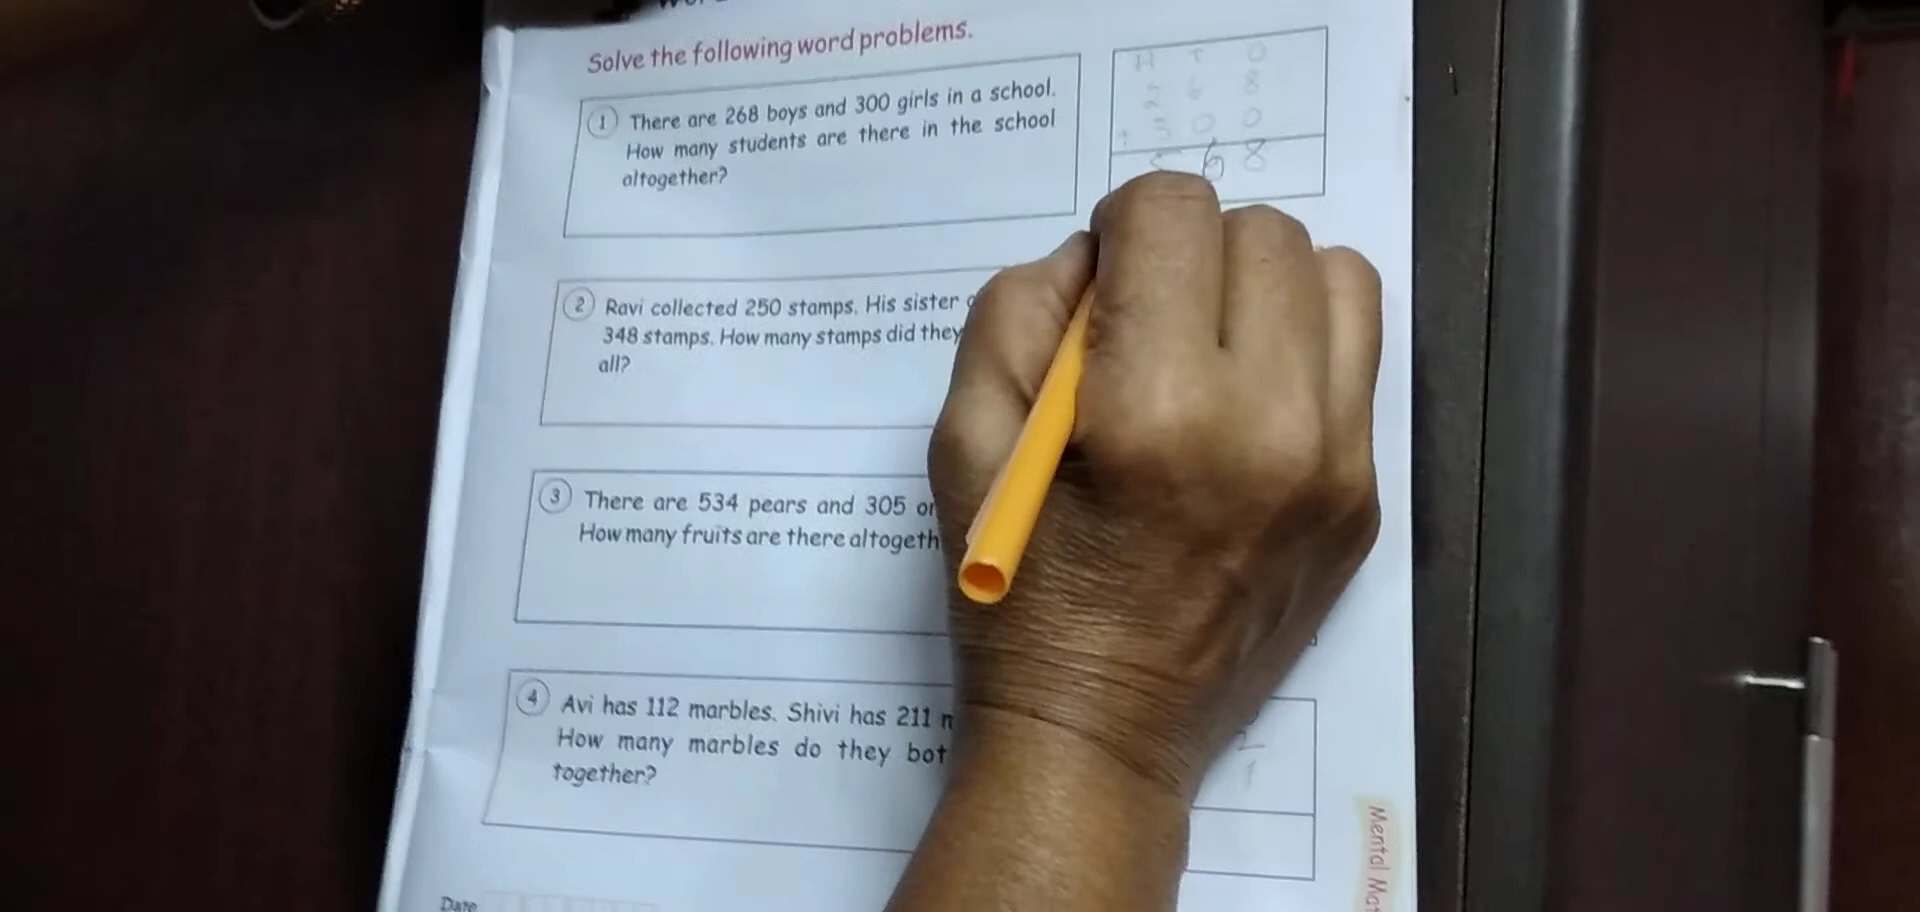 Solve the following word problems.
1 There are 268 boys and 300 girls in a school.
How many students are there in the school
altogether?
H T O
2 6 8
+ 3 0 0
5 6 8
2 Ravi collected 250 stamps. His sister
348 stamps. How many stamps did they
all?
3 There are 534 pears and 305
How many fruits are there
4 Avi has 112 marbles. Shivi has 211
How many marbles do they
together?
2
1
Date
Mental